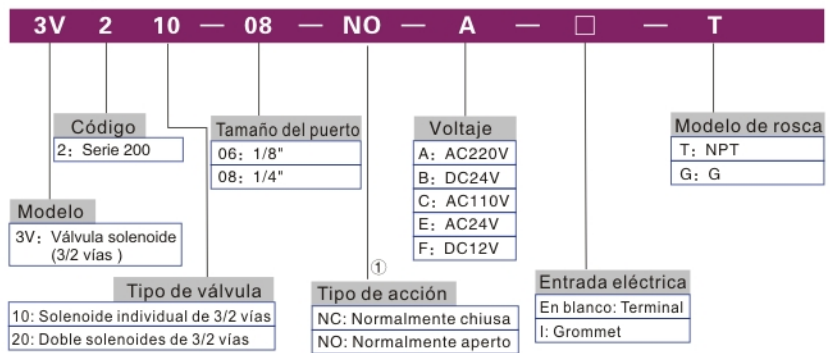 3V 2 10 — 08 — NO — A — □ — T
Código
2: Serie 200
Tamaño del puerto
06: 1/8"
08: 1/4"
Voltaje
A: AC220V
B: DC24V
C: AC110V
E: AC24V
F: DC12V
Modelo de rosca
T: NPT
G: G
Modelo
3V: Válvula solenoide
(3/2 vías )
Tipo de válvula
10: Solenoide individual de 3/2 vías
20: Doble solenoides de 3/2 vías
①
Tipo de acción
NC: Normalmente chiusa
NO: Normalmente aperto
Entrada eléctrica
En blanco: Terminal
I: Grommet